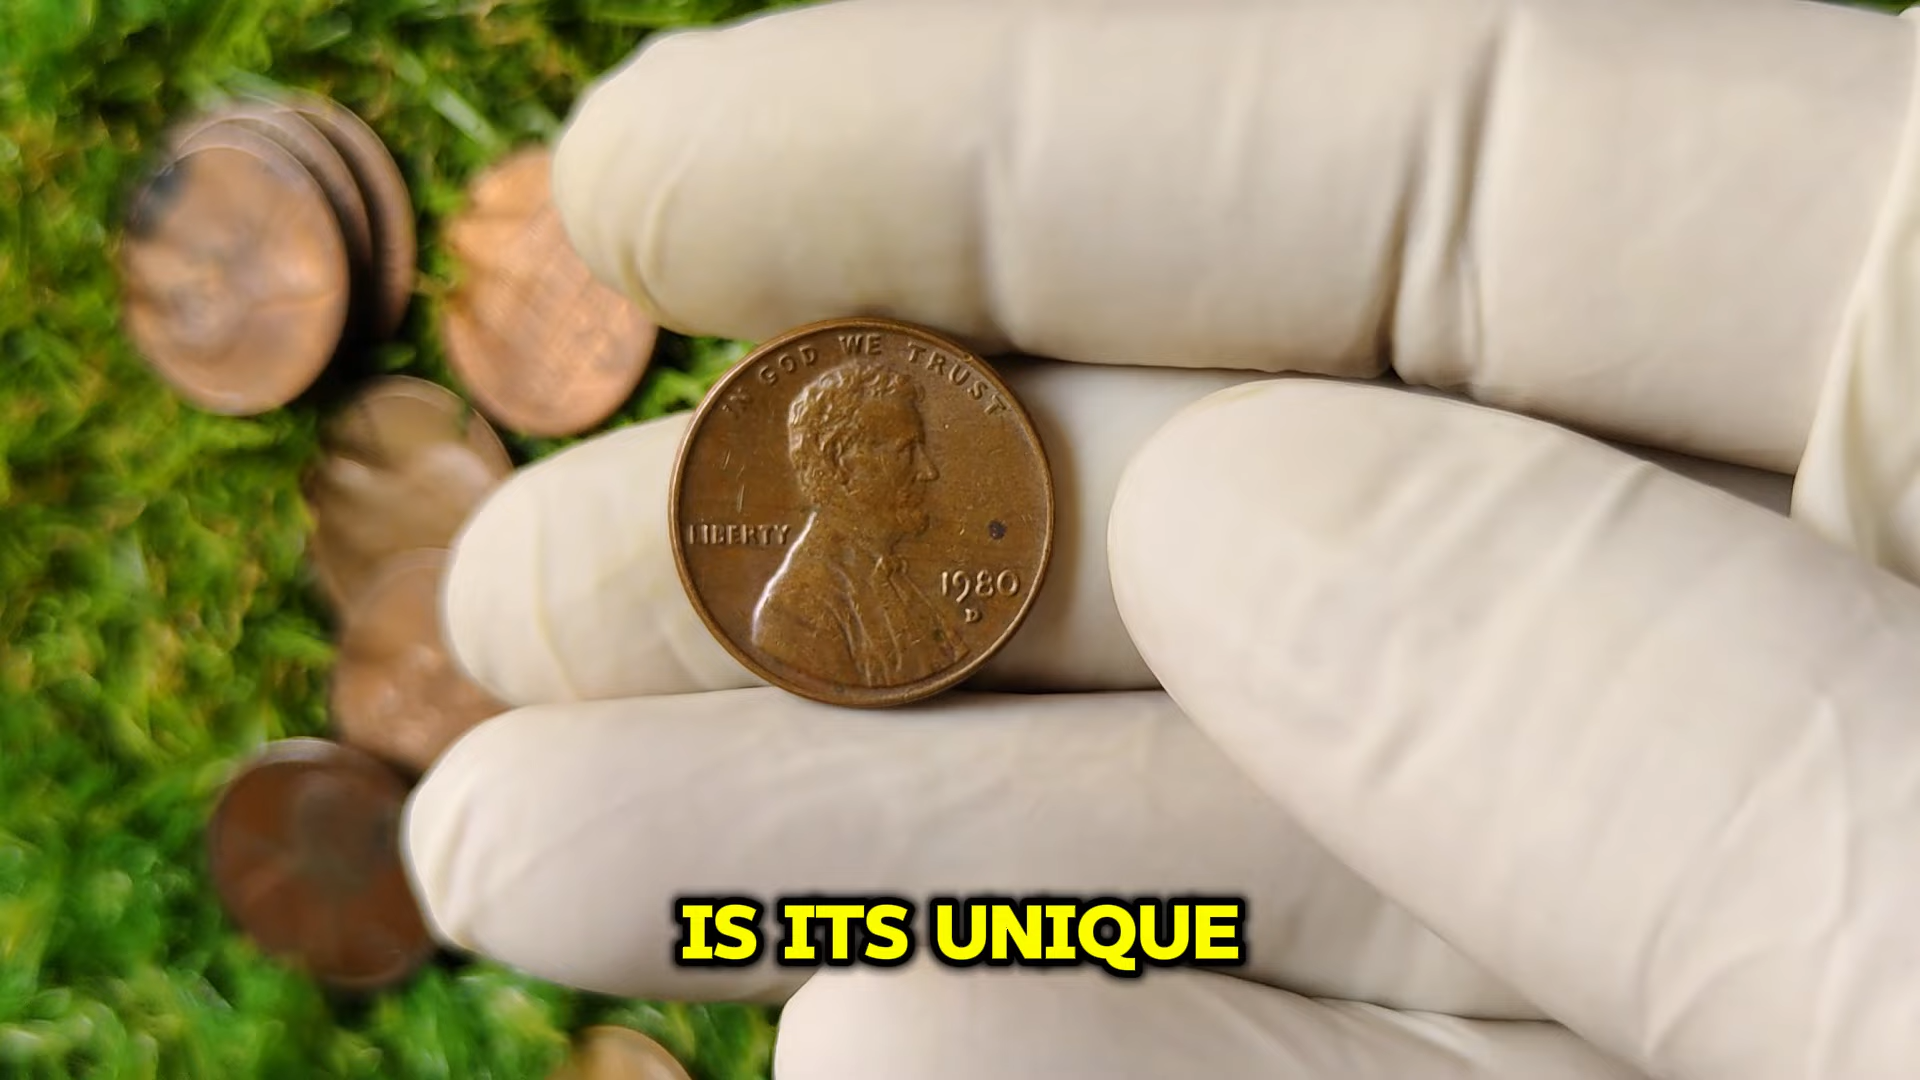 IN GOD WE TRUST
LIBERTY
1980
D
IS ITS UNIQUE